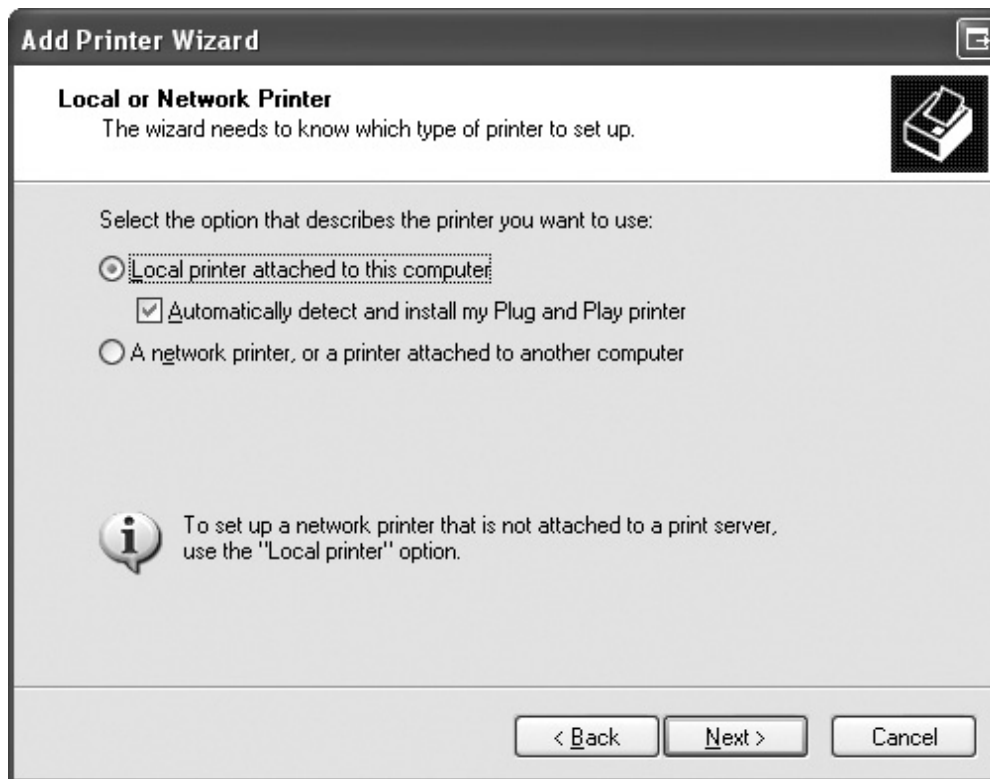 Add Printer Wizard
Local or Network Printer
The wizard needs to know which type of printer to set up.
Select the option that describes the printer you want to use:
Local printer attached to this computer
Automatically detect and install my Plug and Play printer
A network printer, or a printer attached to another computer
To set up a network printer that is not attached to a print server,
use the "Local printer" option.
< Back Next > Cancel